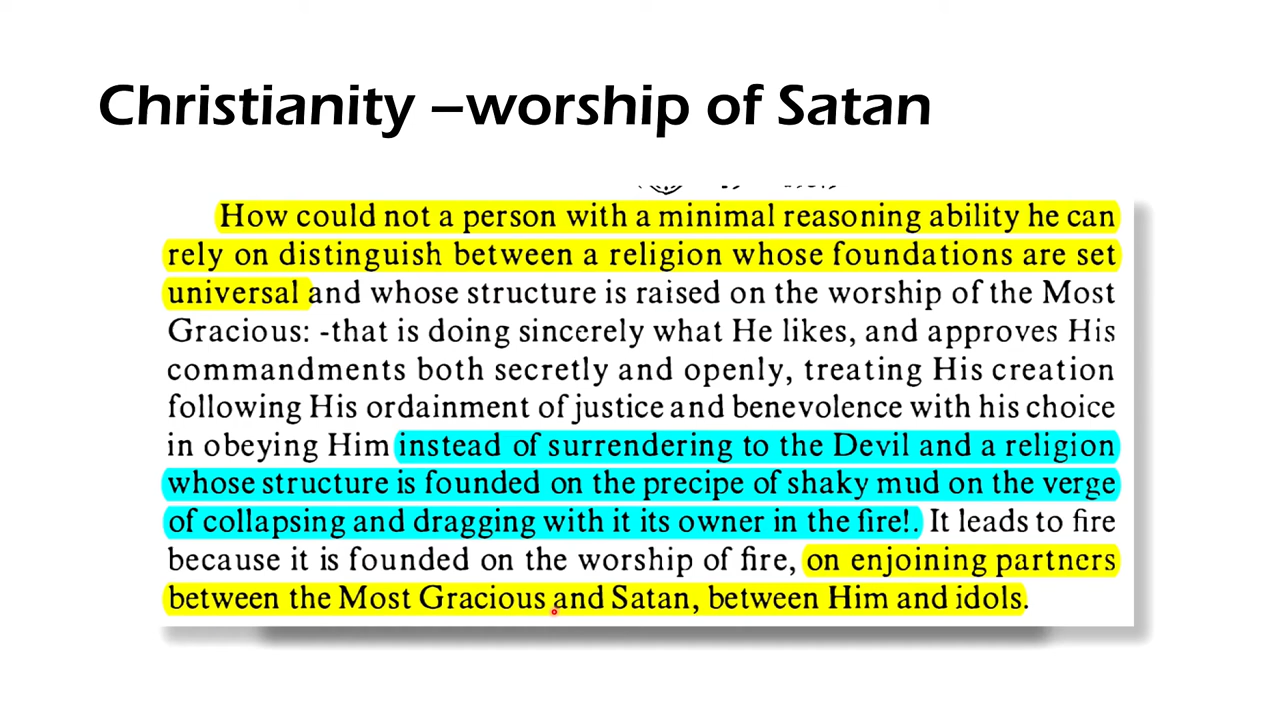 Christianity –worship of Satan
How could not a person with a minimal reasoning ability he can
rely on distinguish between a religion whose foundations are set
universal and whose structure is raised on the worship of the Most
Gracious: -that is doing sincerely what He likes, and approves His
commandments both secretly and openly, treating His creation
following His ordainment of justice and benevolence with his choice
in obeying Him instead of surrendering to the Devil and a religion
whose structure is founded on the precipe of shaky mud on the verge
of collapsing and dragging with it its owner in the fire!. It leads to fire
because it is founded on the worship of fire, on enjoining partners
between the Most Gracious and Satan, between Him and idols.